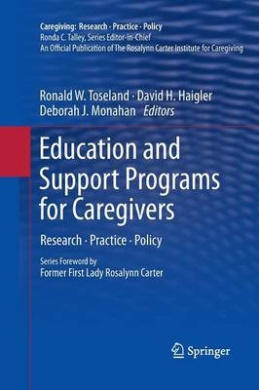 Caregiving: Research · Practice · Policy
Ronda C. Talley, Series Editor-in-Chief
An Official Publication of The Rosalynn Carter Institute for Caregiving
Ronald W. Toseland · David H. Haigler
Deborah J. Monahan Editors
Education and
Support Programs
for Caregivers
Research · Practice · Policy
Series Foreword by
Former First Lady Rosalynn Carter
Springer